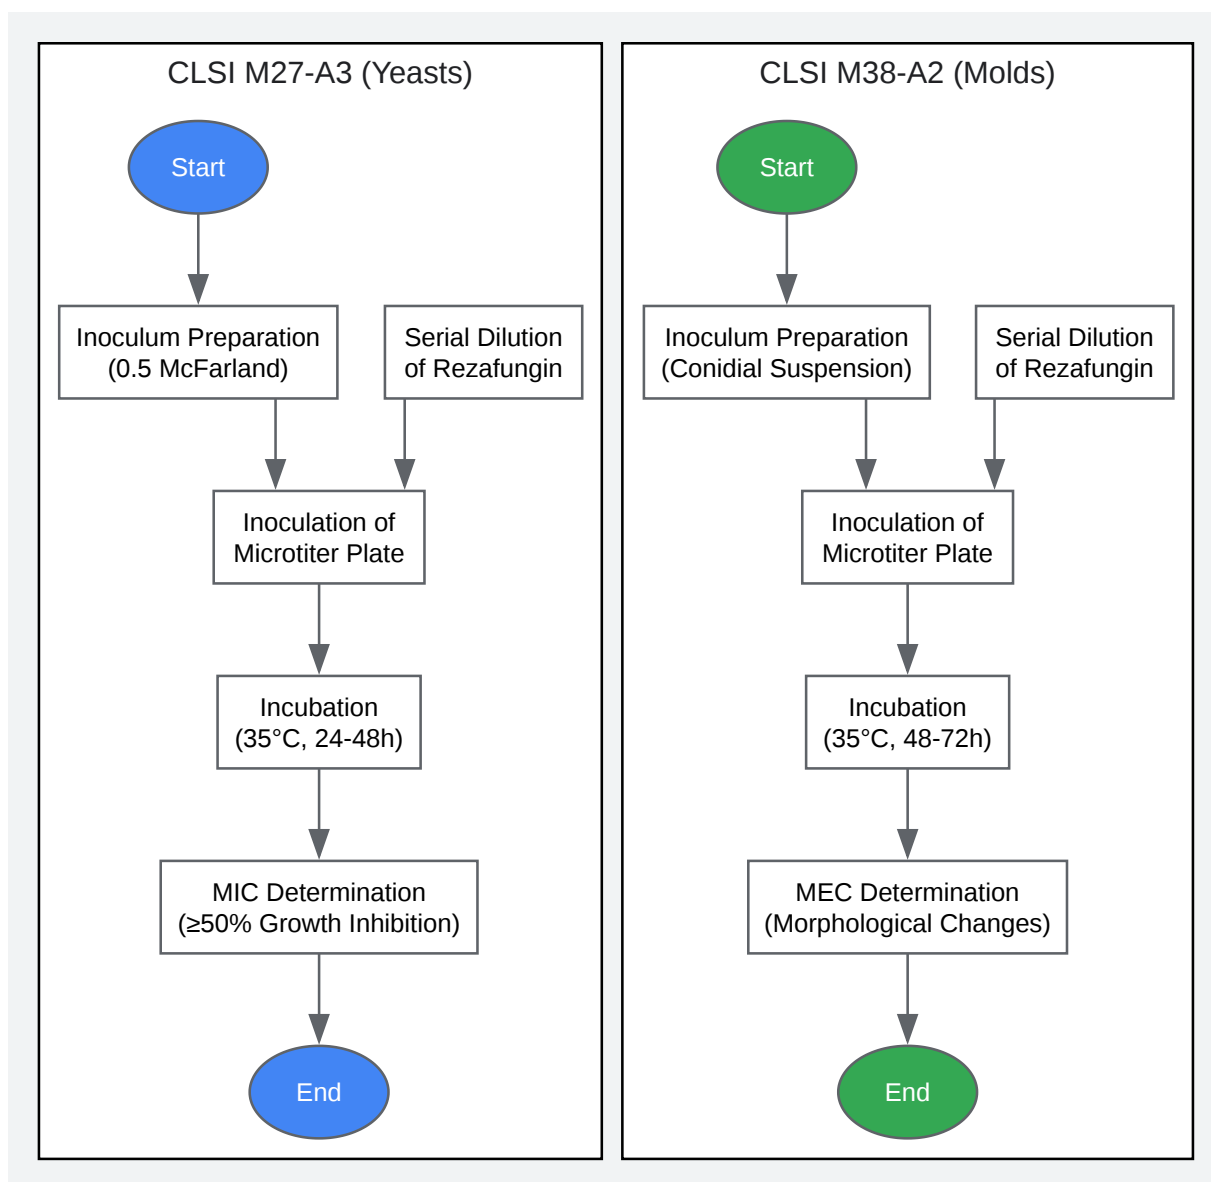 CLSI M27-A3 (Yeasts)
Start
Inoculum Preparation
(0.5 McFarland)
Serial Dilution
of Rezafungin
Inoculation of
Microtiter Plate
Incubation
(35°C, 24-48h)
MIC Determination
(≥50% Growth Inhibition)
End
CLSI M38-A2 (Molds)
Start
Inoculum Preparation
(Conidial Suspension)
Serial Dilution
of Rezafungin
Inoculation of
Microtiter Plate
Incubation
(35°C, 48-72h)
MEC Determination
(Morphological Changes)
End